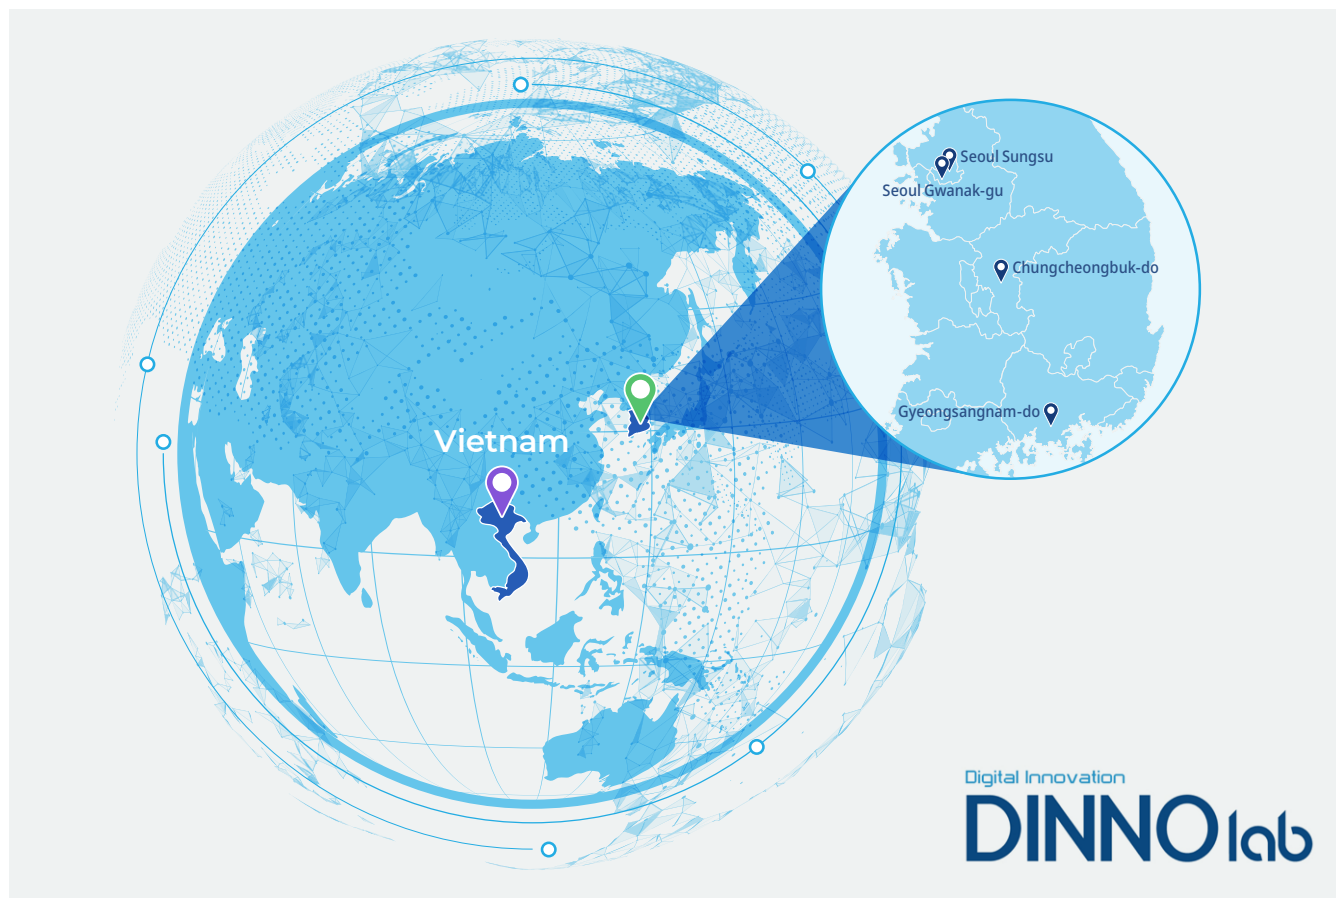 Seoul Sungsu
Seoul Gwanak-gu
Chungcheongbuk-do
Gyeongsangnam-do
Vietnam
Digital Innovation
DINNO lab